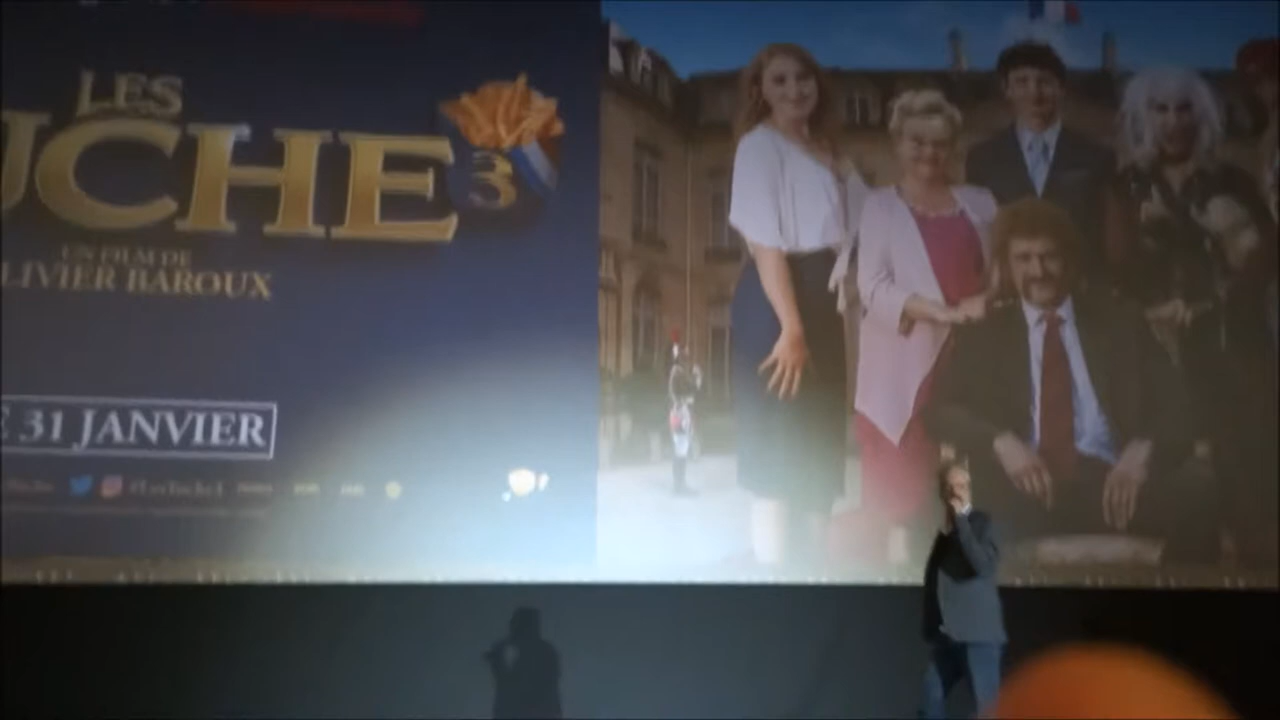 LES
UCHE 3
UN FILM DE
LIVIER BAROUX
E 31 JANVIER